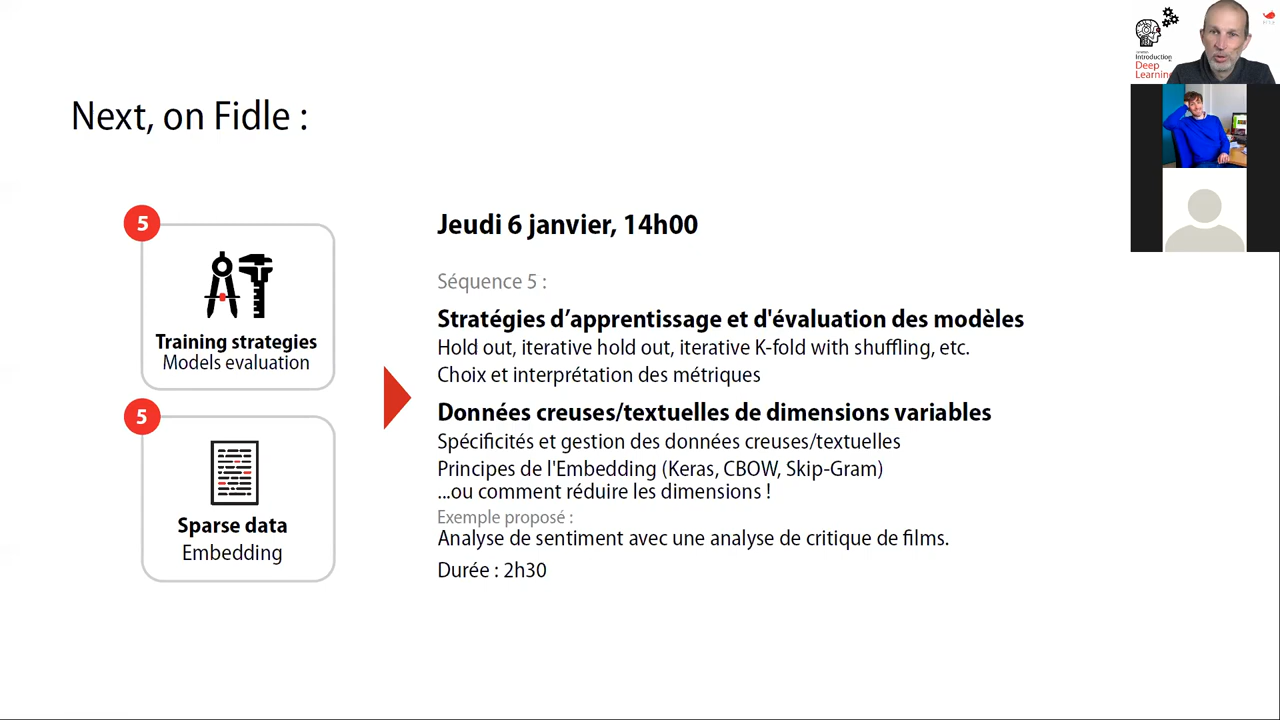 Next, on Fidle :
5
Training strategies
Models evaluation
5
Sparse data
Embedding
Jeudi 6 janvier, 14h00
Séquence 5 :
Stratégies d’apprentissage et d'évaluation des modèles
Hold out, iterative hold out, iterative K-fold with shuffling, etc.
Choix et interprétation des métriques
Données creuses/textuelles de dimensions variables
Spécificités et gestion des données creuses/textuelles
Principes de l'Embedding (Keras, CBOW, Skip-Gram)
...ou comment réduire les dimensions !
Exemple proposé :
Analyse de sentiment avec une analyse de critique de films.
Durée : 2h30
Introduction
Deep
Learning